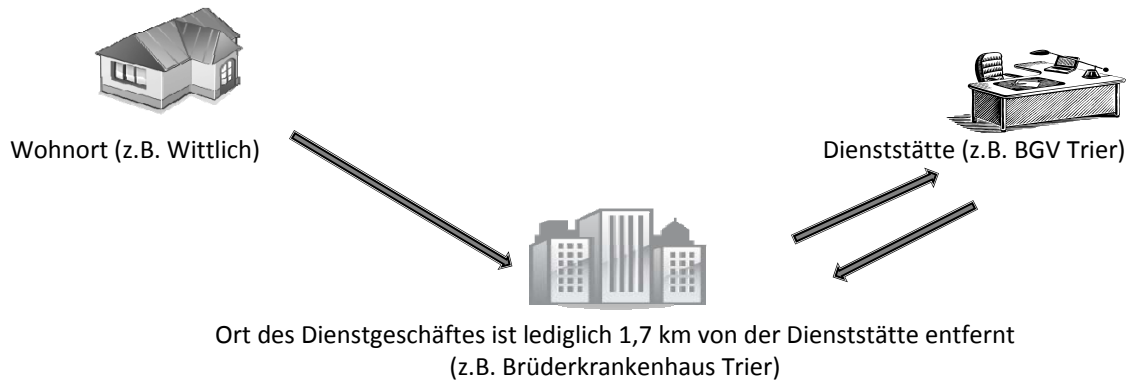 Wohnort (z.B. Wittlich)
Dienststätte (z.B. BGV Trier)
Ort des Dienstgeschäftes ist lediglich 1,7 km von der Dienststätte entfernt
(z.B. Brüderkrankenhaus Trier)